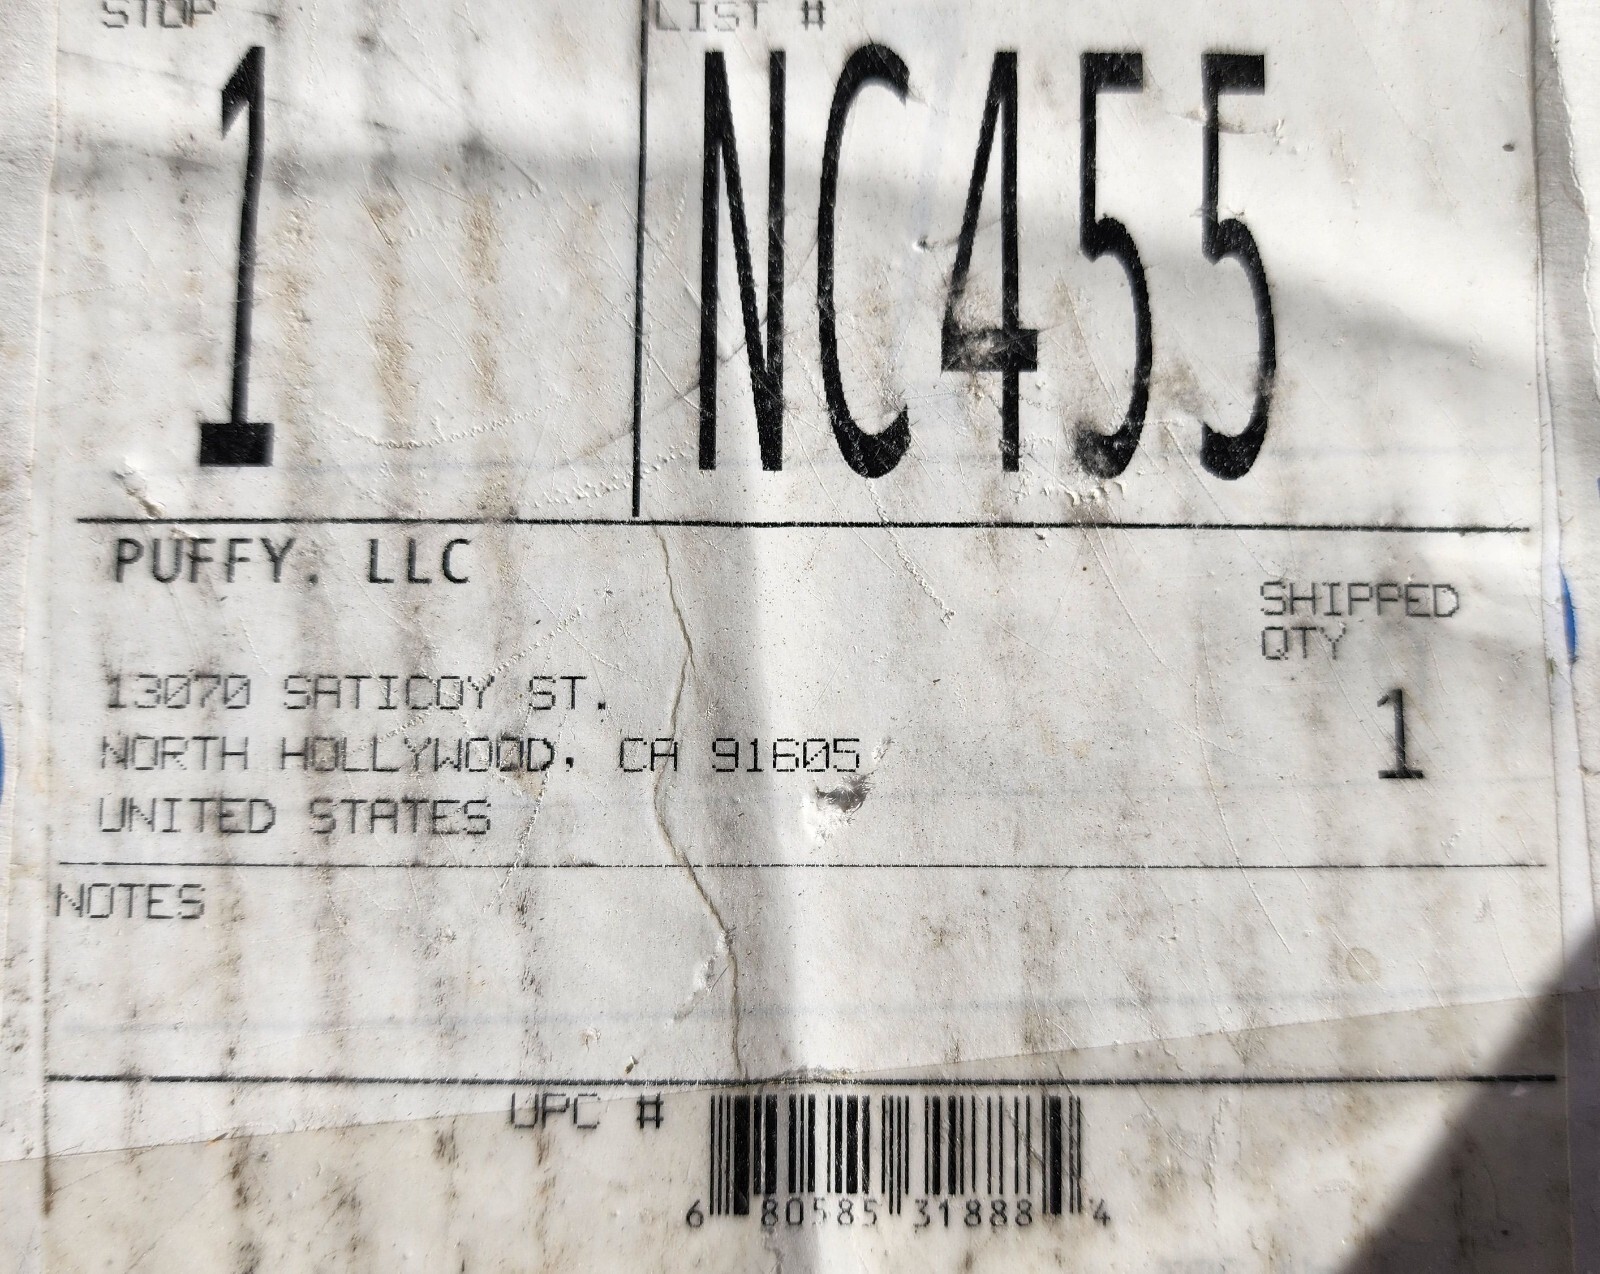 STOP
LIST #
1
NC455
PUFFY, LLC
SHIPPED
QTY
1
13070 SATICOY ST.
NORTH HOLLYWOOD, CA 91605
UNITED STATES
NOTES
UPC #
6 80585 31888 4